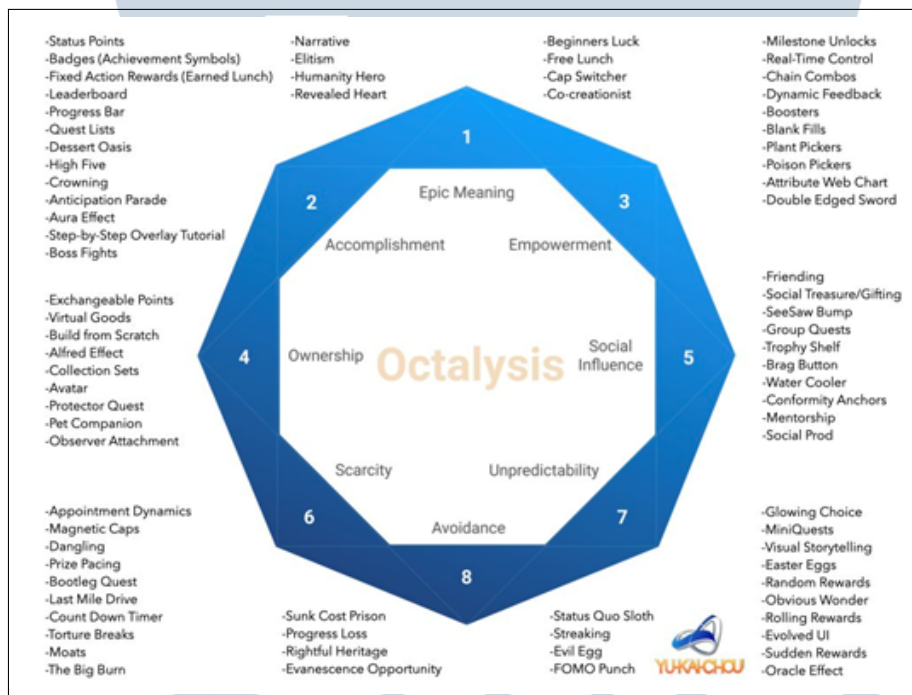 -Status Points
-Badges (Achievement Symbols)
-Fixed Action Rewards (Earned Lunch)
-Leaderboard
-Progress Bar
-Quest Lists
-Dessert Oasis
-High Five
-Crowning
-Anticipation Parade
-Aura Effect
-Step-by-Step Overlay Tutorial
-Boss Fights
-Narrative
-Elitism
-Humanity Hero
-Revealed Heart
-Beginners Luck
-Free Lunch
-Cap Switcher
-Co-creationist
-Milestone Unlocks
-Real-Time Control
-Chain Combos
-Dynamic Feedback
-Boosters
-Blank Fills
-Plant Pickers
-Poison Pickers
-Attribute Web Chart
-Double Edged Sword
1
Epic Meaning
2
Accomplishment
3
Empowerment
-Exchangeable Points
-Virtual Goods
-Build from Scratch
-Alfred Effect
-Collection Sets
-Avatar
-Protector Quest
-Pet Companion
-Observer Attachment
4
Ownership
Octalysis
Social
Influence
5
-Friending
-Social Treasure/Gifting
-SeeSaw Bump
-Group Quests
-Trophy Shelf
-Brag Button
-Water Cooler
-Conformity Anchors
-Mentorship
-Social Prod
Scarcity
6
Unpredictability
7
Avoidance
8
-Appointment Dynamics
-Magnetic Caps
-Dangling
-Prize Pacing
-Bootleg Quest
-Last Mile Drive
-Count Down Timer
-Torture Breaks
-Moats
-The Big Burn
-Sunk Cost Prison
-Progress Loss
-Rightful Heritage
-Evanescence Opportunity
-Status Quo Sloth
-Streaking
-Evil Egg
-FOMO Punch
YU-KAI-CHOU
-Glowing Choice
-MiniQuests
-Visual Storytelling
-Easter Eggs
-Random Rewards
-Obvious Wonder
-Rolling Rewards
-Evolved UI
-Sudden Rewards
-Oracle Effect